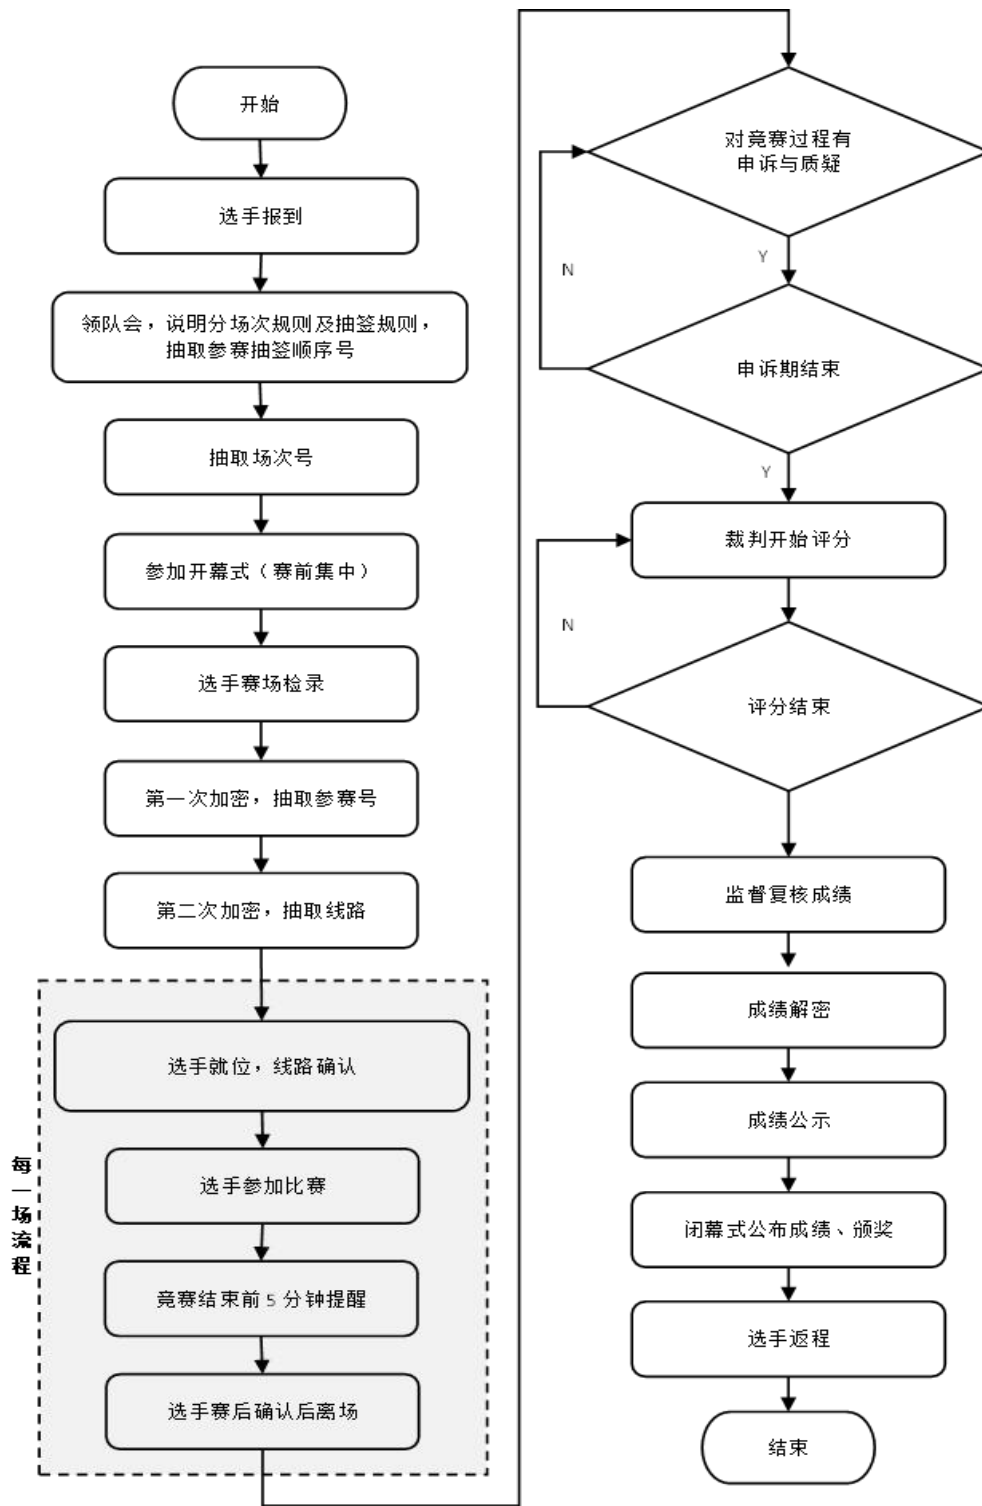 开始
选手报到
领队会，说明分场次规则及抽签规则，
抽取参赛抽签顺序号
抽取场次号
参加开幕式（赛前集中）
选手赛场检录
第一次加密，抽取参赛号
第二次加密，抽取线路
每一场流程
选手就位，线路确认
选手参加比赛
竞赛结束前5分钟提醒
选手赛后确认后离场
对竞赛过程有
申诉与质疑
Y
N
申诉期结束
Y
裁判开始评分
N
评分结束
监督复核成绩
成绩解密
成绩公示
闭幕式公布成绩、颁奖
选手返程
结束